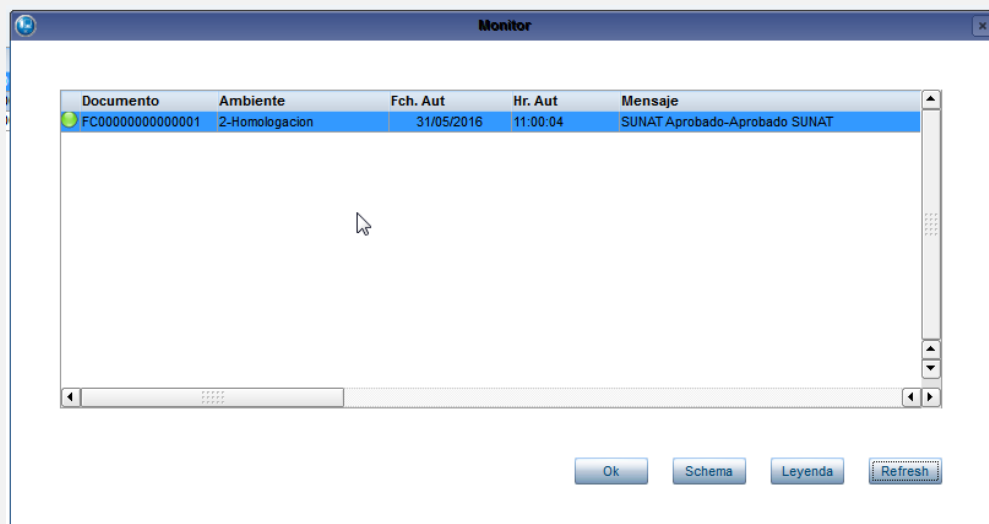 Monitor
Documento Ambiente Fch. Aut Hr. Aut Mensaje
FC00000000000001 2-Homologacion 31/05/2016 11:00:04 SUNAT Aprobado-Aprobado SUNAT
Ok Schema Leyenda Refresh